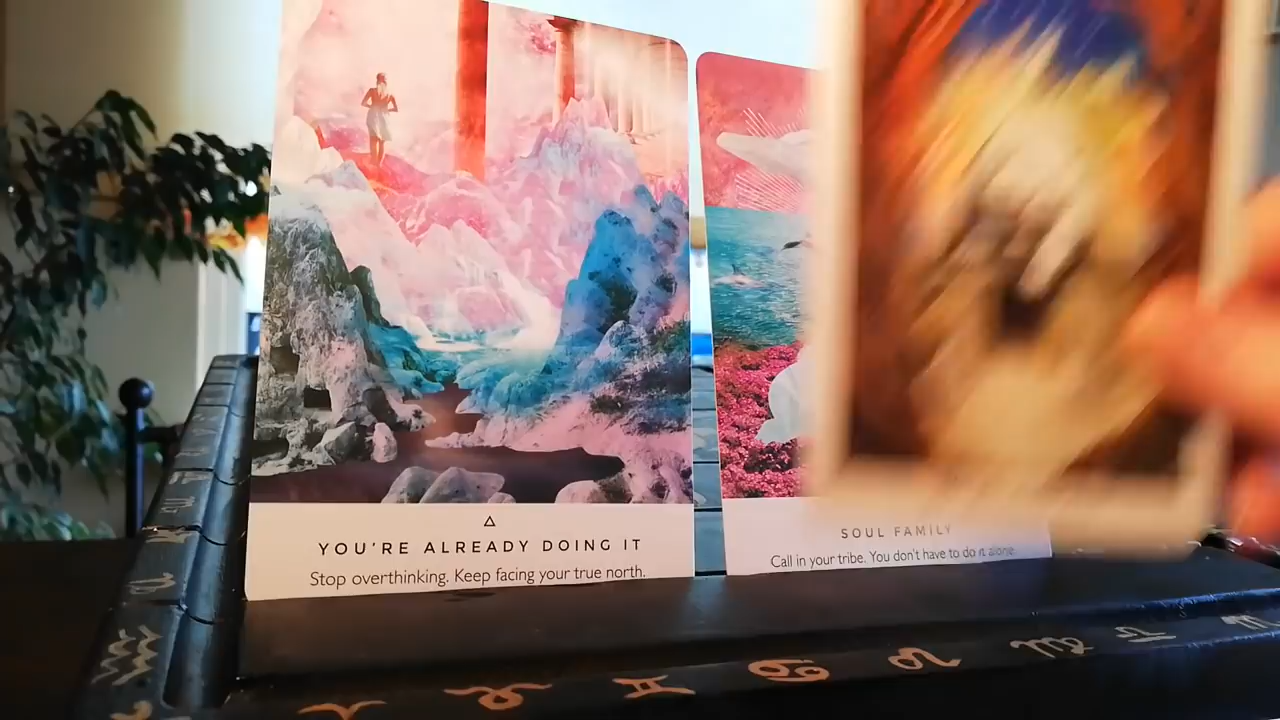 YOU'RE ALREADY DOING IT
Stop overthinking. Keep facing your true north.
SOUL FAMILY
Call in your tribe. You don't have to do it alone.